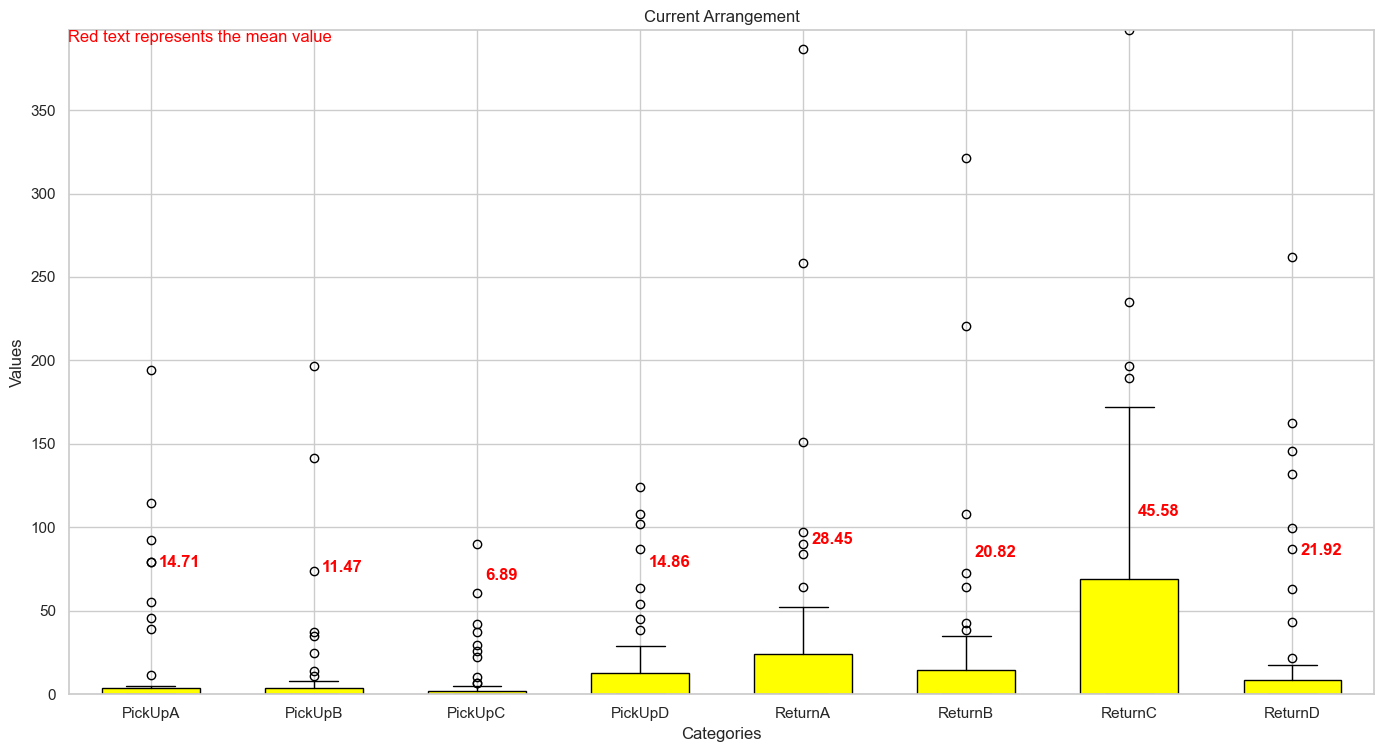 Current Arrangement
Red text represents the mean value
350
300
250
200
150
100
50
0
Values
14.71
11.47
6.89
14.86
28.45
20.82
45.58
21.92
PickUpA
PickUpB
PickUpC
PickUpD
ReturnA
ReturnB
ReturnC
ReturnD
Categories